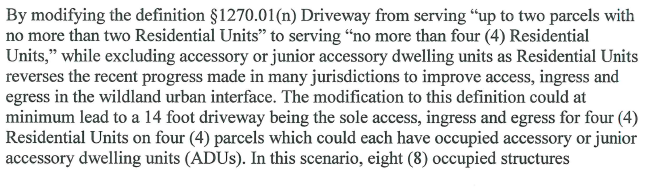 By modifying the definition §1270.01(n) Driveway from serving “up to two parcels with
no more than two Residential Units” to serving “no more than four (4) Residential
Units,” while excluding accessory or junior accessory dwelling units as Residential Units
reverses the recent progress made in many jurisdictions to improve access, ingress and
egress in the wildland urban interface. The modification to this definition could at
minimum lead to a 14 foot driveway being the sole access, ingress and egress for four (4)
Residential Units on four (4) parcels which could each have occupied accessory or junior
accessory dwelling units (ADUs). In this scenario, eight (8) occupied structures